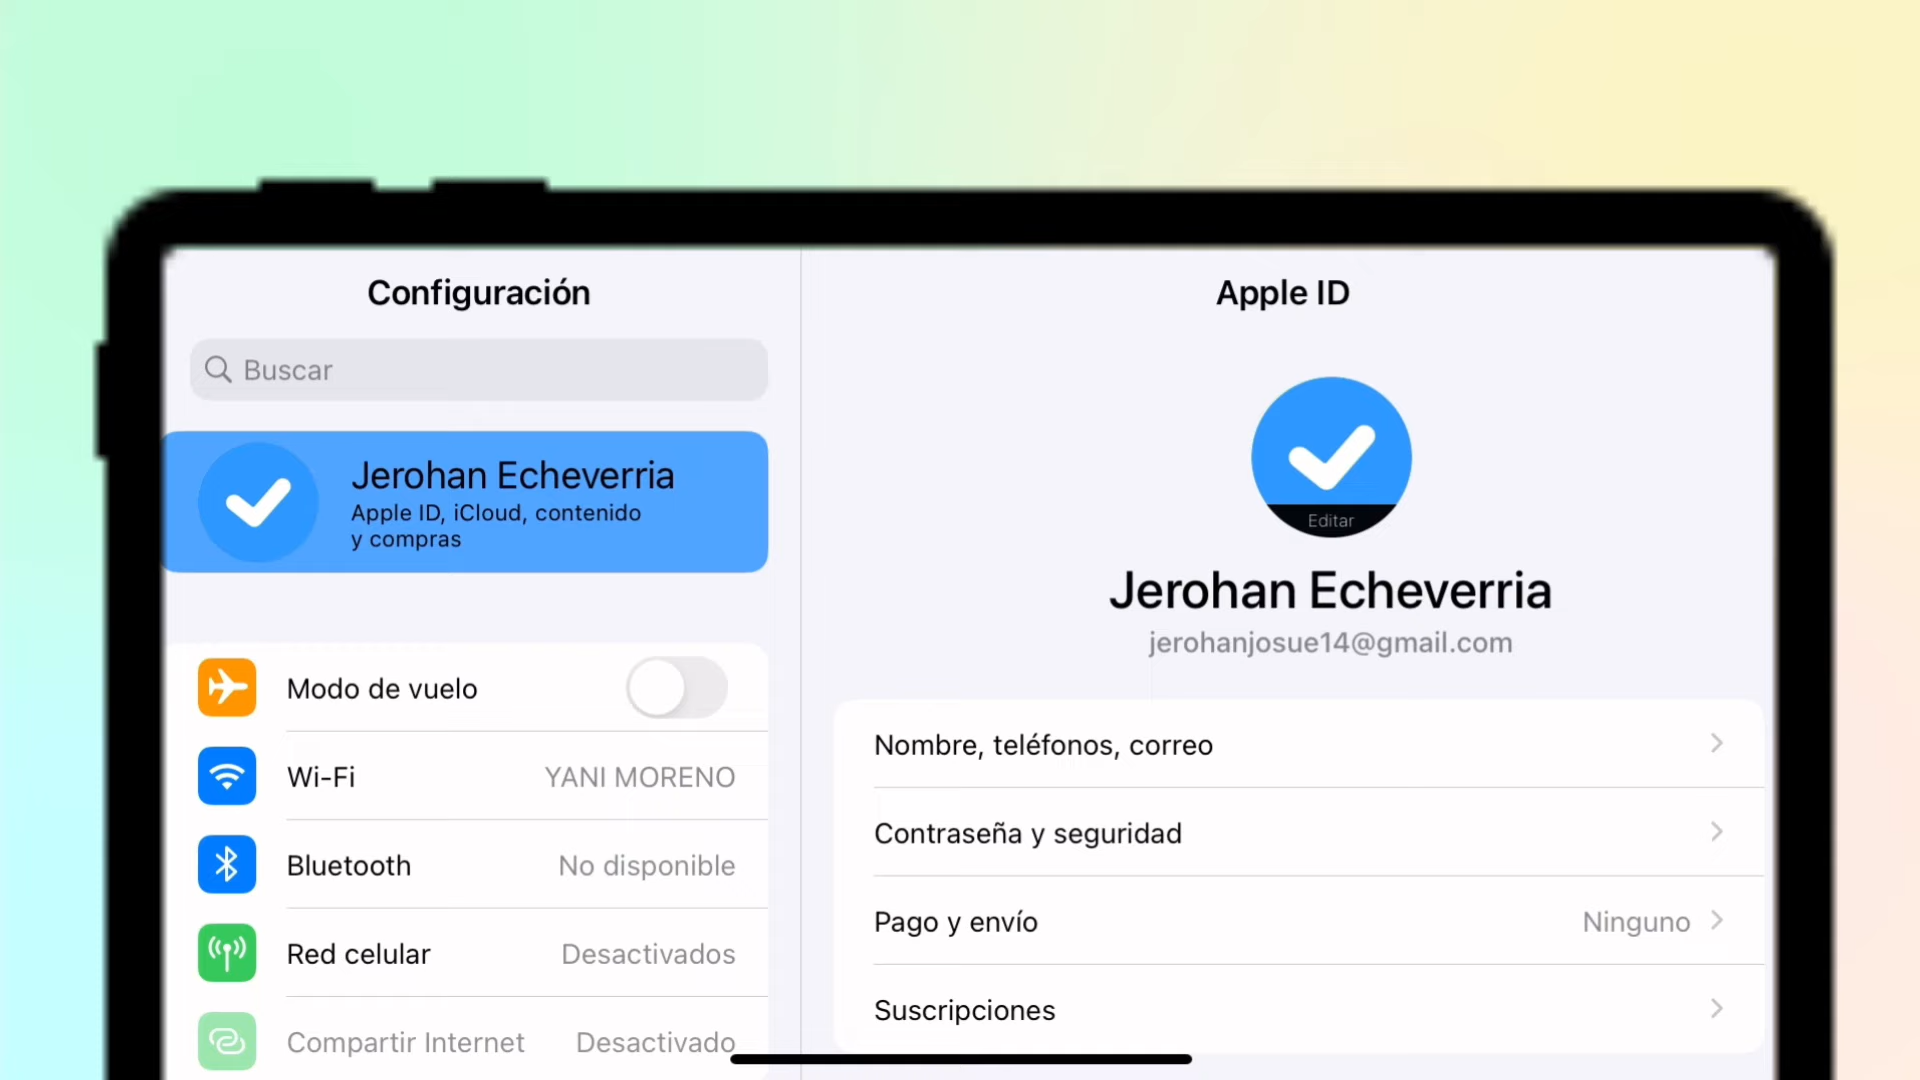 Configuración
Buscar
Jerohan Echeverria
Apple ID, iCloud, contenido
y compras
Modo de vuelo
Wi-Fi YANI MORENO
Bluetooth No disponible
Red celular Desactivados
Compartir Internet Desactivado
Apple ID
Editar
Jerohan Echeverria
jerohanjosue14@gmail.com
Nombre, teléfonos, correo
Contraseña y seguridad
Pago y envío Ninguno
Suscripciones